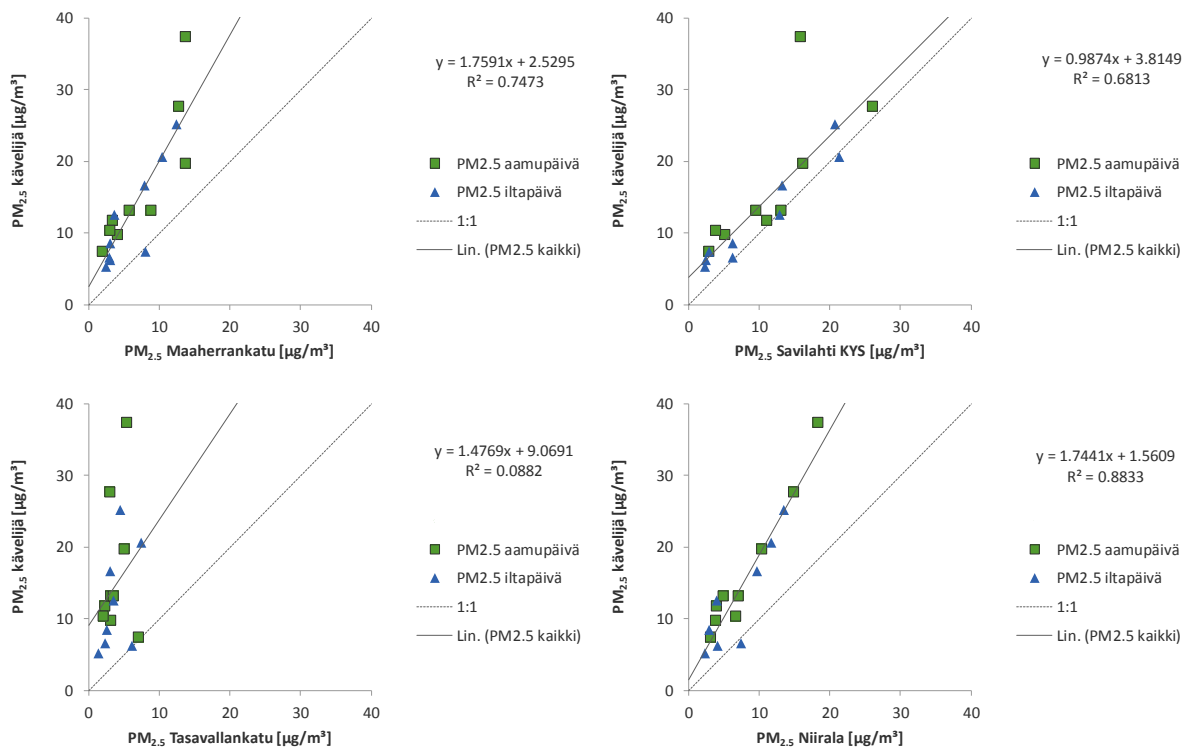 40
30
20
10
0
PM2.5 kävelijä [µg/m³]
0 10 20 30 40
PM2.5 Maaherrankatu [µg/m³]
y = 1.7591x + 2.5295
R² = 0.7473
PM2.5 aamupäivä
PM2.5 iltapäivä
1:1
Lin. (PM2.5 kaikki)
40
30
20
10
0
PM2.5 kävelijä [µg/m³]
0 10 20 30 40
PM2.5 Savilahti KYS [µg/m³]
y = 0.9874x + 3.8149
R² = 0.6813
PM2.5 aamupäivä
PM2.5 iltapäivä
1:1
Lin. (PM2.5 kaikki)
40
30
20
10
0
PM2.5 kävelijä [µg/m³]
0 10 20 30 40
PM2.5 Tasavallankatu [µg/m³]
y = 1.4769x + 9.0691
R² = 0.0882
PM2.5 aamupäivä
PM2.5 iltapäivä
1:1
Lin. (PM2.5 kaikki)
40
30
20
10
0
PM2.5 kävelijä [µg/m³]
0 10 20 30 40
PM2.5 Niirala [µg/m³]
y = 1.7441x + 1.5609
R² = 0.8833
PM2.5 aamupäivä
PM2.5 iltapäivä
1:1
Lin. (PM2.5 kaikki)